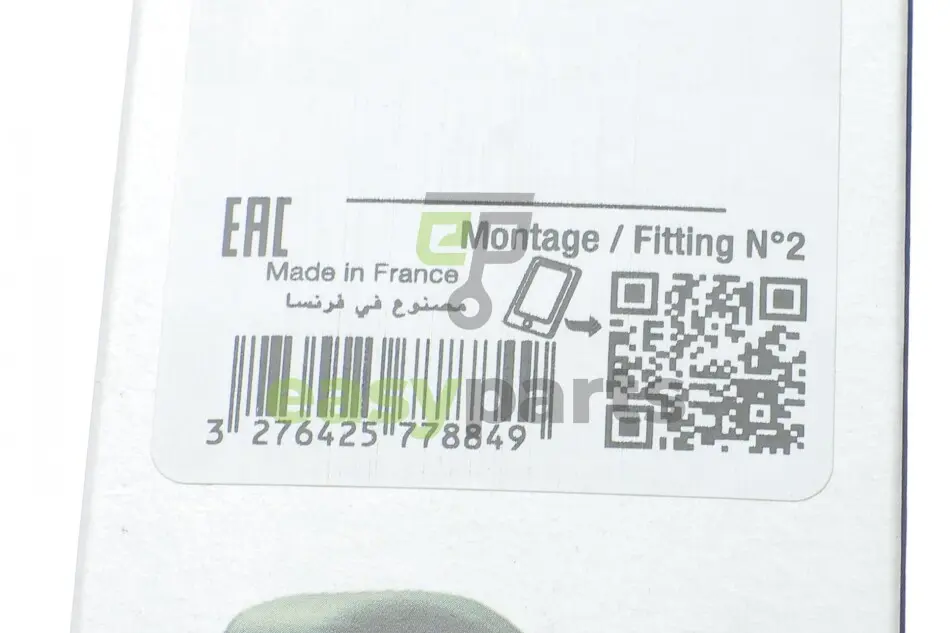 EAC
Montage / Fitting N°2
Made in France
مصنوع في فرنسا
3 276425 778849
easyparts